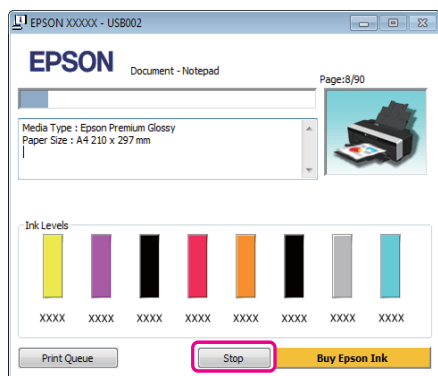 EPSON XXXXX - USB002
EPSON
Document - Notepad
Page:8/90
Media Type : Epson Premium Glossy
Paper Size : A4 210 x 297 mm
Ink Levels
XXXX XXXX XXXX XXXX XXXX XXXX XXXX XXXX
Print Queue
Stop
Buy Epson Ink